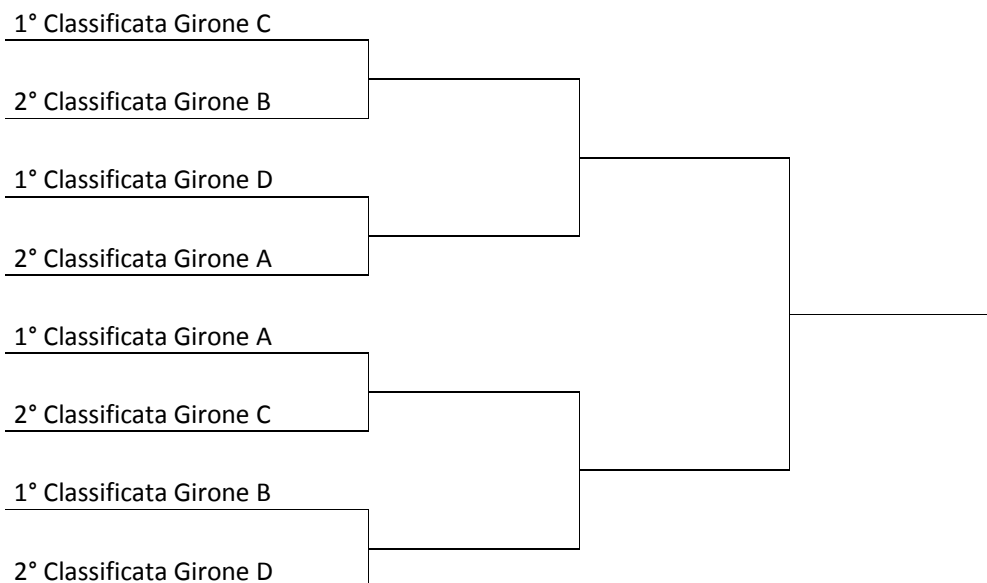 1° Classificata Girone C
2° Classificata Girone B
1° Classificata Girone D
2° Classificata Girone A
1° Classificata Girone A
2° Classificata Girone C
1° Classificata Girone B
2° Classificata Girone D